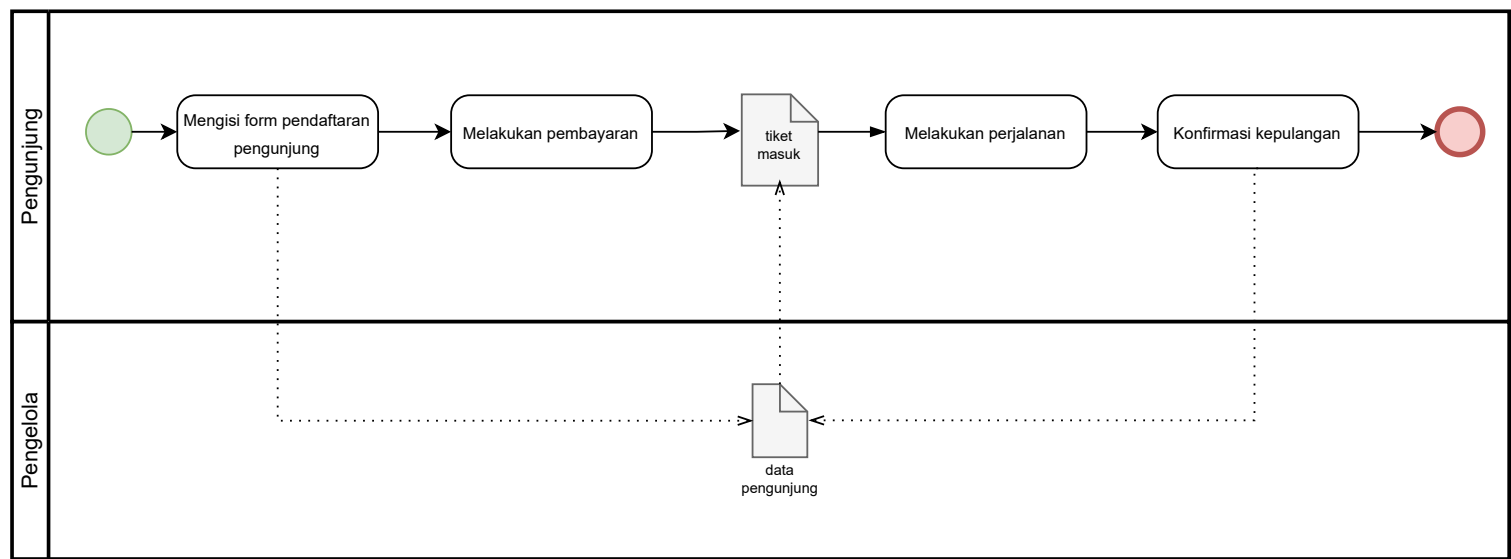 Pengunjung
Mengisi form pendaftaran
pengunjung
Melakukan pembayaran
tiket
masuk
Melakukan perjalanan
Konfirmasi kepulangan
Pengelola
data
pengunjung